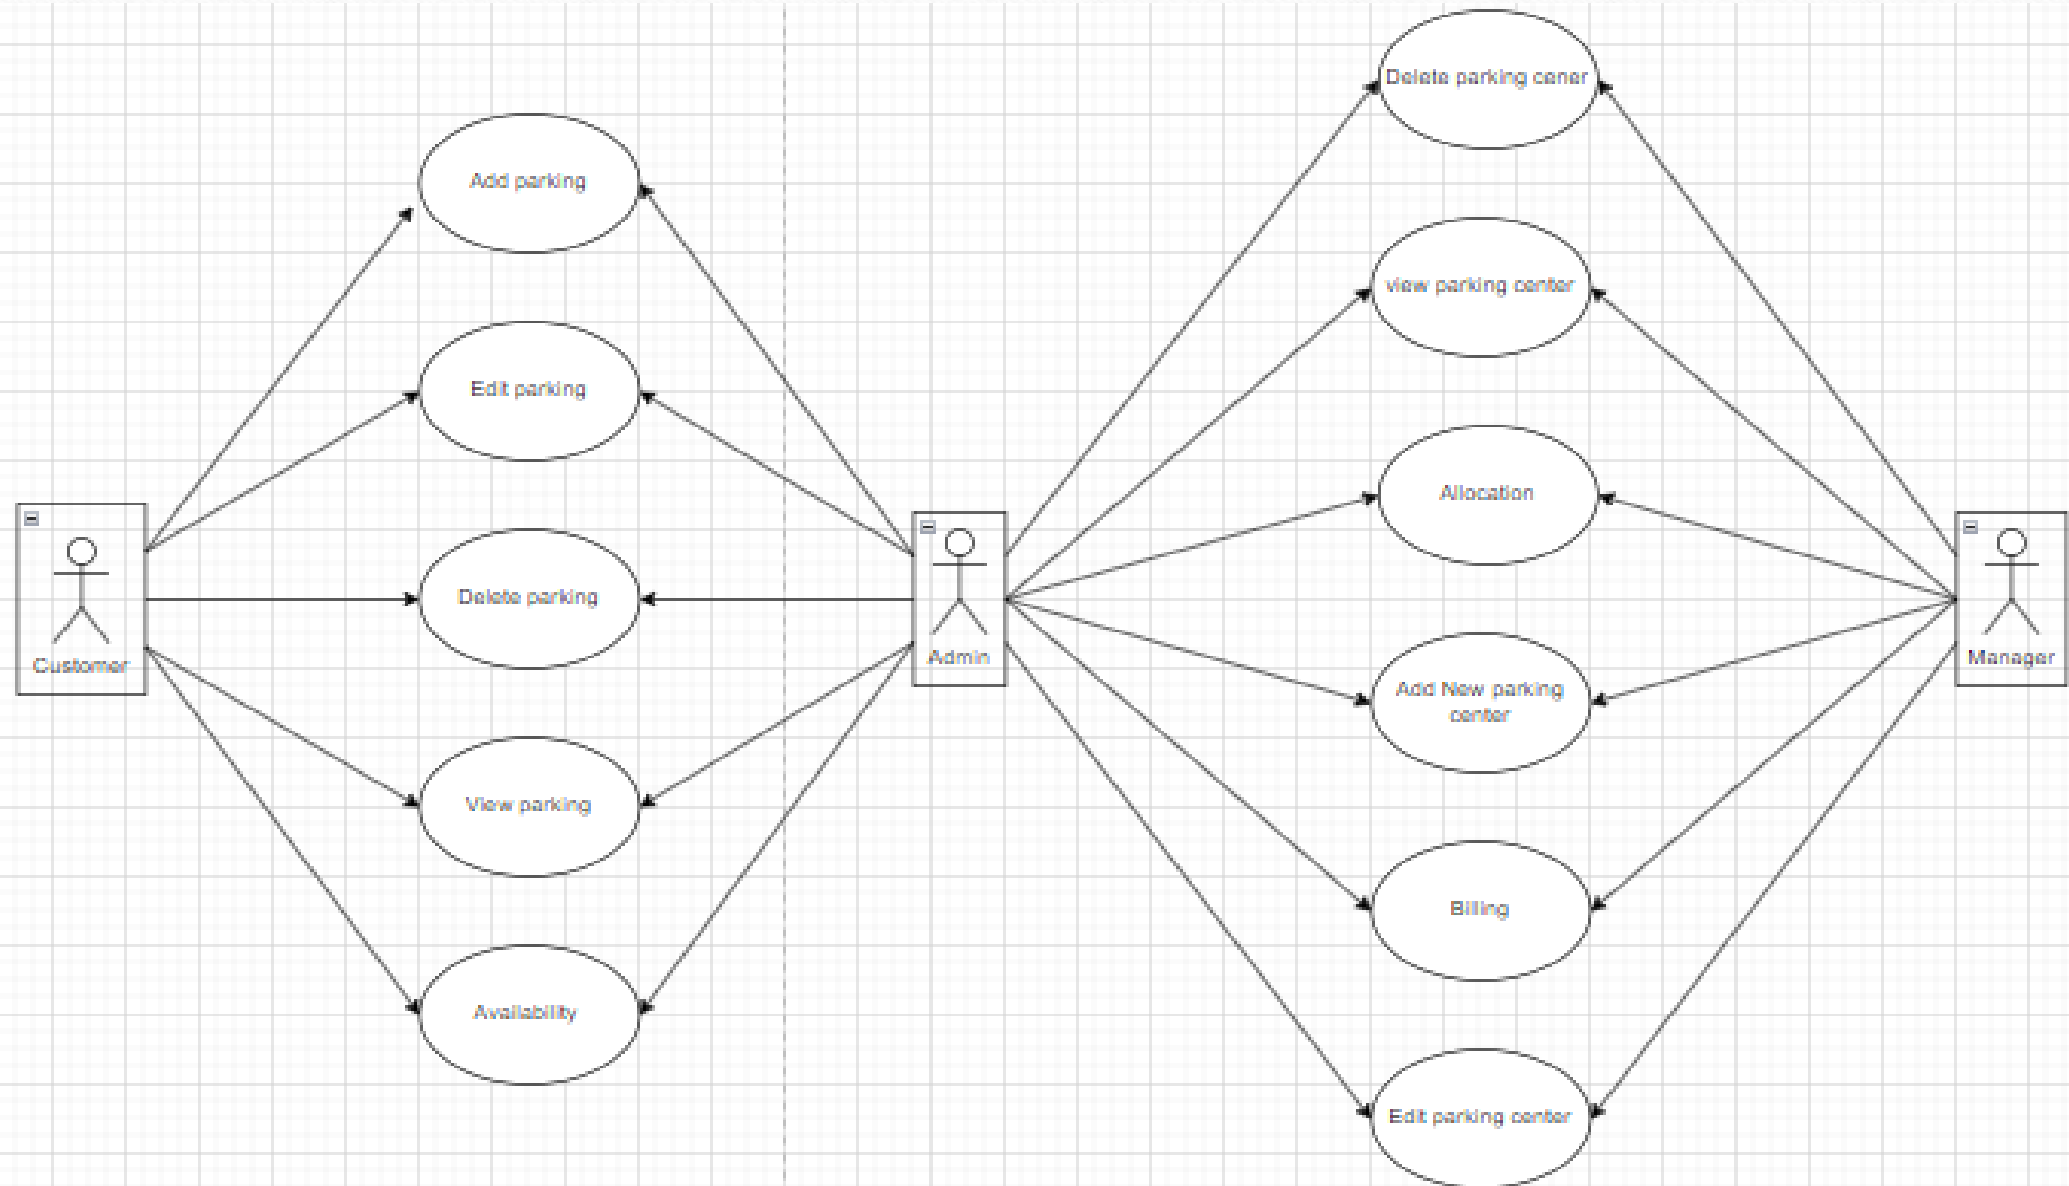 Delete parking cener
Add parking
view parking center
Edit parking
Allocation
Delete parking
Customer
Admin
Manager
Add New parking
center
View parking
Billing
Availability
Edit parking center